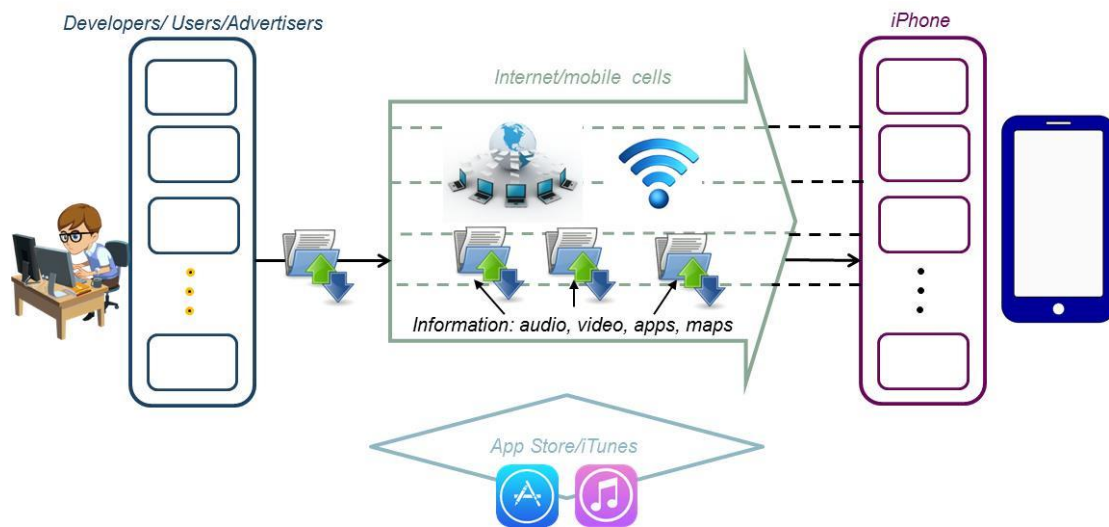 Developers/ Users/Advertisers
iPhone
Internet/mobile cells
Information: audio, video, apps, maps
App Store/iTunes